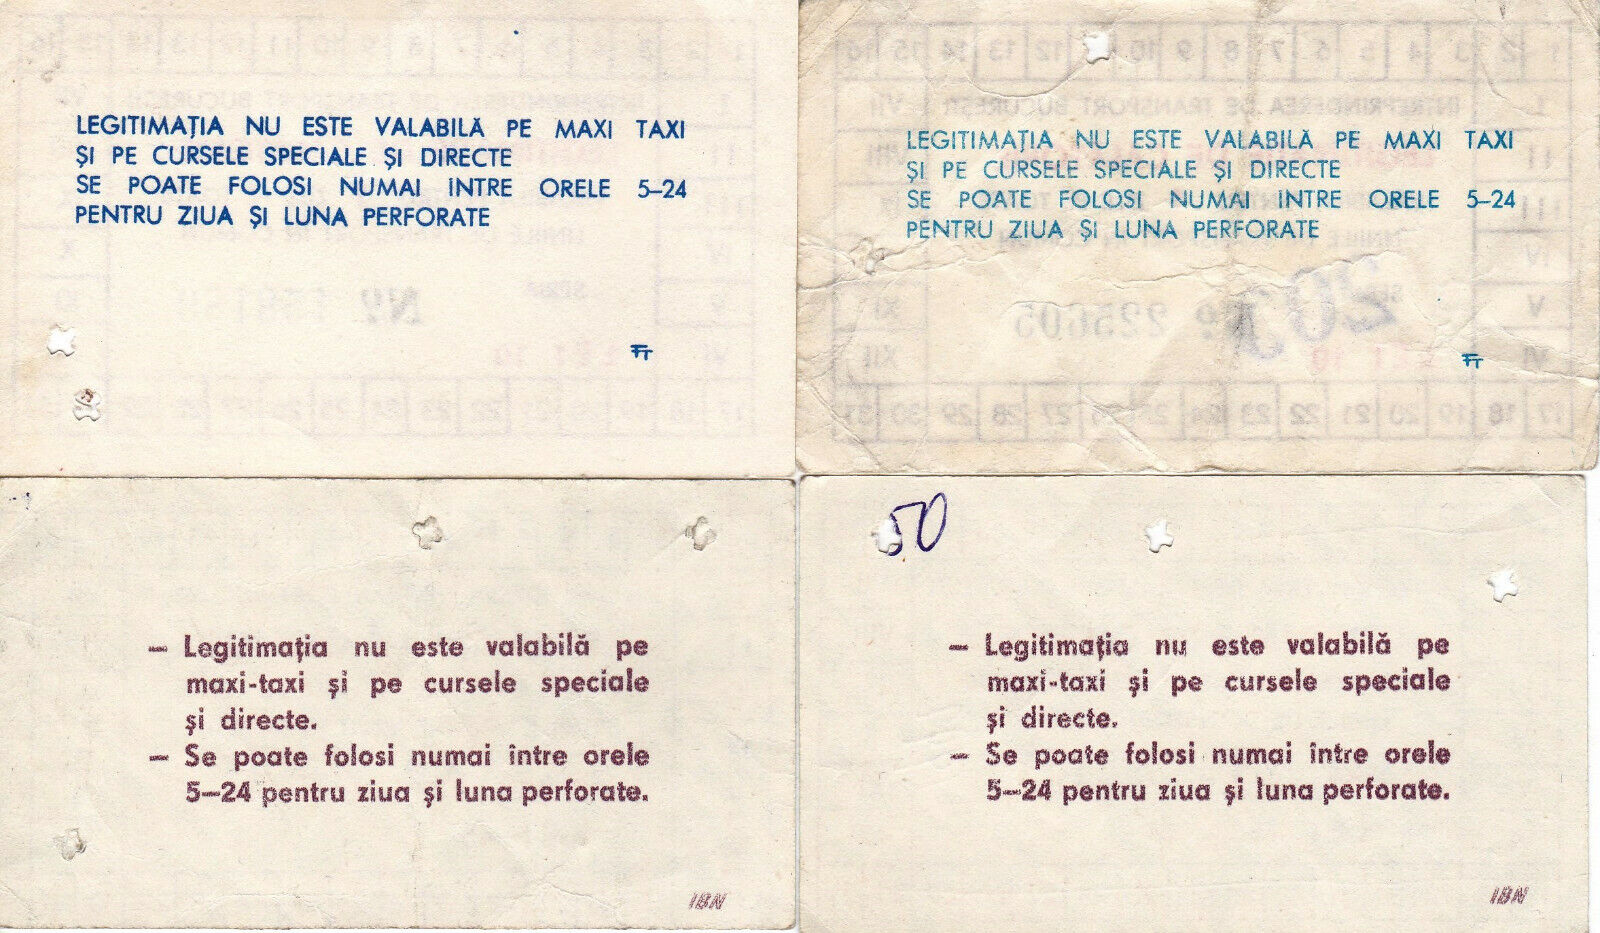 LEGITIMAȚIA NU ESTE VALABILĂ PE MAXI TAXI
ȘI PE CURSELE SPECIALE ȘI DIRECTE
SE POATE FOLOSI NUMAI INTRE ORELE 5–24
PENTRU ZIUA ȘI LUNA PERFORATE
FT
LEGITIMAȚIA NU ESTE VALABILĂ PE MAXI TAXI
ȘI PE CURSELE SPECIALE ȘI DIRECTE
SE POATE FOLOSI NUMAI INTRE ORELE 5–24
PENTRU ZIUA ȘI LUNA PERFORATE
FT
– Legitimația nu este valabilă pe
maxi-taxi și pe cursele speciale
și directe.
– Se poate folosi numai între orele
5–24 pentru ziua și luna perforate.
IBN
50
– Legitimația nu este valabilă pe
maxi-taxi și pe cursele speciale
și directe.
– Se poate folosi numai între orele
5–24 pentru ziua și luna perforate.
IBN